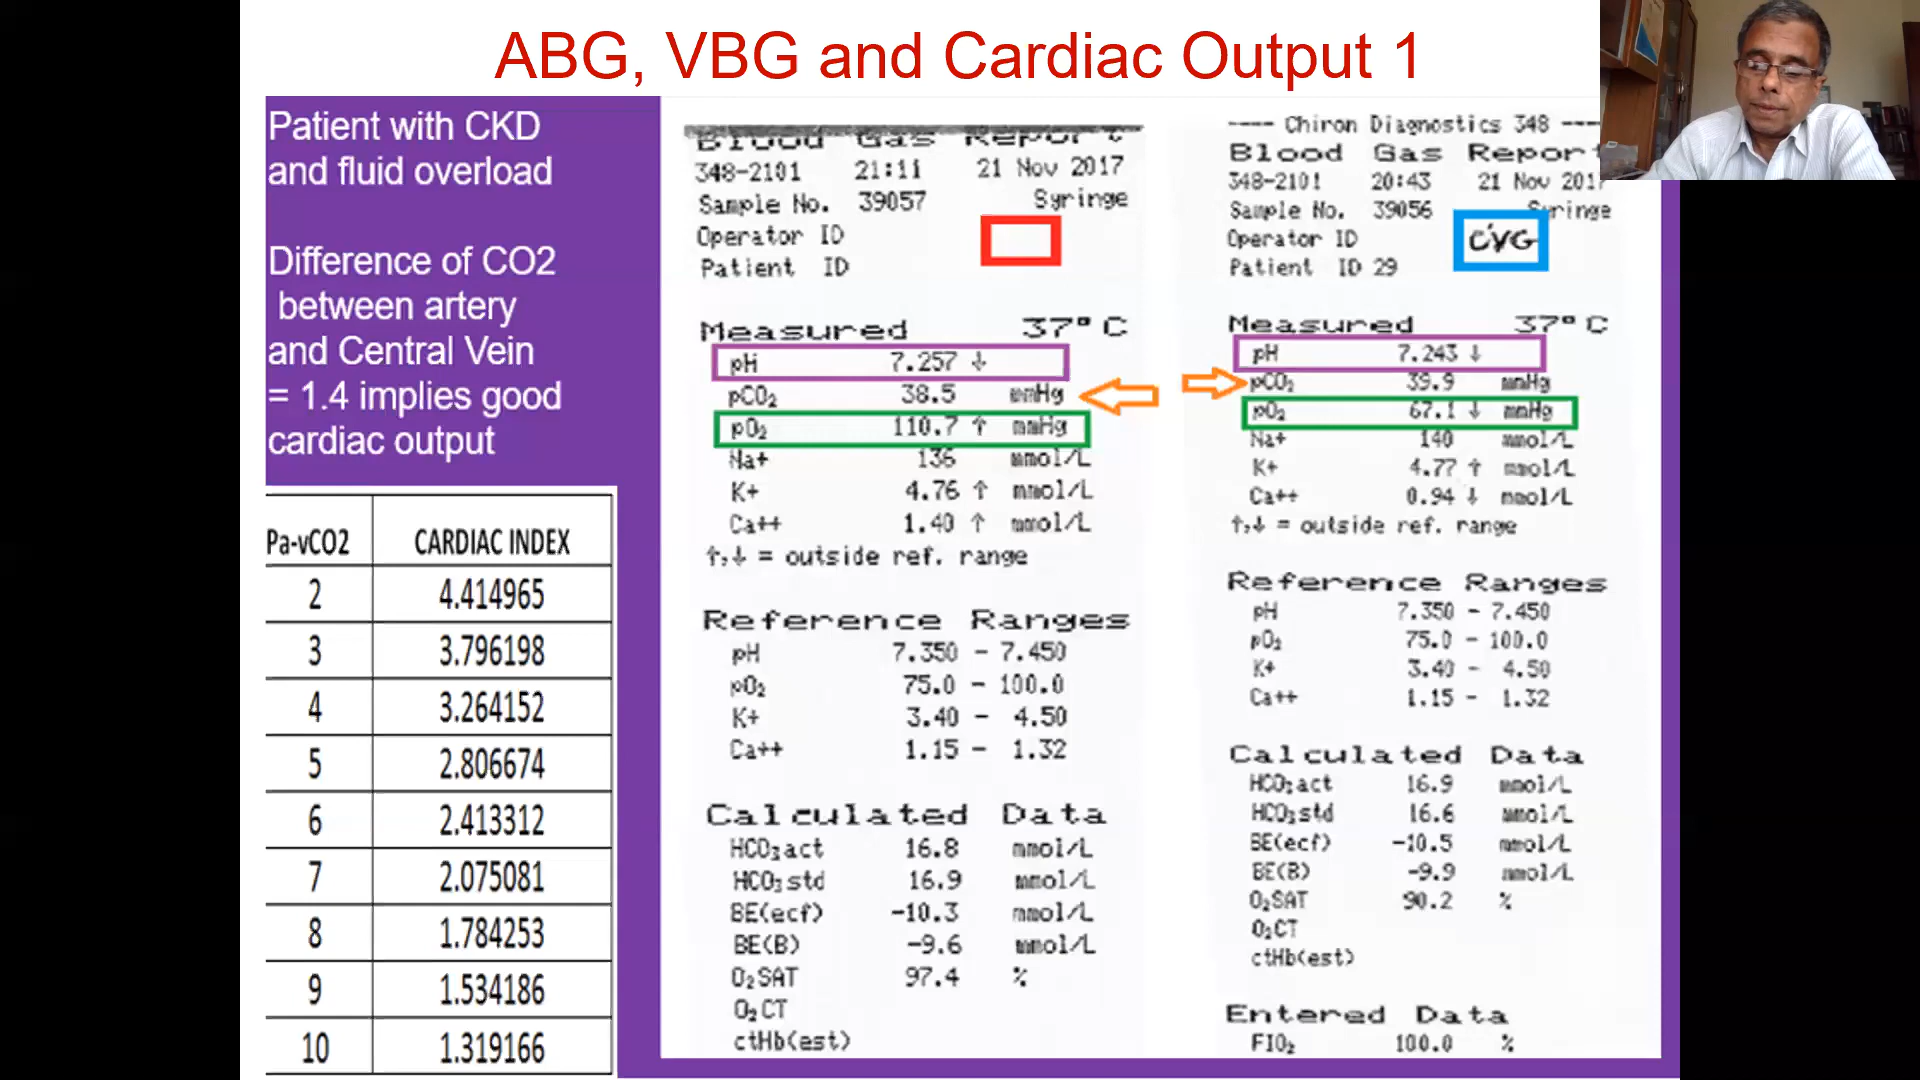 ABG, VBG and Cardiac Output 1
Patient with CKD
and fluid overload
Difference of CO2
between artery
and Central Vein
= 1.4 implies good
cardiac output
Pa-vCO2 CARDIAC INDEX
2 4.414965
3 3.796198
4 3.264152
5 2.806674
6 2.413312
7 2.075081
8 1.784253
9 1.534186
10 1.319166
Blood Gas Report
348-2101 21:11 21 Nov 2017
Sample No. 39057 Syringe
Operator ID
Patient ID
Measured 37°C
pH 7.257 ↓
pCO₂ 38.5 mmHg
pO₂ 110.7 ↑ mmHg
Na+ 136 mmol/L
K+ 4.76 ↑ mmol/L
Ca++ 1.40 ↑ mmol/L
↑,↓ = outside ref. range
Reference Ranges
pH 7.350 - 7.450
pO₂ 75.0 - 100.0
K+ 3.40 - 4.50
Ca++ 1.15 - 1.32
Calculated Data
HCO₃act 16.8 mmol/L
HCO₃std 16.9 mmol/L
BE(ecf) -10.3 mmol/L
BE(B) -9.6 mmol/L
O₂SAT 97.4 %
O₂CT
ctHb(est)
---- Chiron Diagnostics 348 ----
Blood Gas Report
348-2101 20:43 21 Nov 2017
Sample No. 39056 Syringe
Operator ID CVG
Patient ID 29
Measured 37°C
pH 7.243 ↓
pCO₂ 39.9 mmHg
pO₂ 67.1 ↓ mmHg
Na+ 140 mmol/L
K+ 4.77 ↑ mmol/L
Ca++ 0.94 ↓ mmol/L
↑,↓ = outside ref. range
Reference Ranges
pH 7.350 - 7.450
pO₂ 75.0 - 100.0
K+ 3.40 - 4.50
Ca++ 1.15 - 1.32
Calculated Data
HCO₃act 16.9 mmol/L
HCO₃std 16.6 mmol/L
BE(ecf) -10.5 mmol/L
BE(B) -9.9 mmol/L
O₂SAT 90.2 %
O₂CT
ctHb(est)
Entered Data
FIO₂ 100.0 %